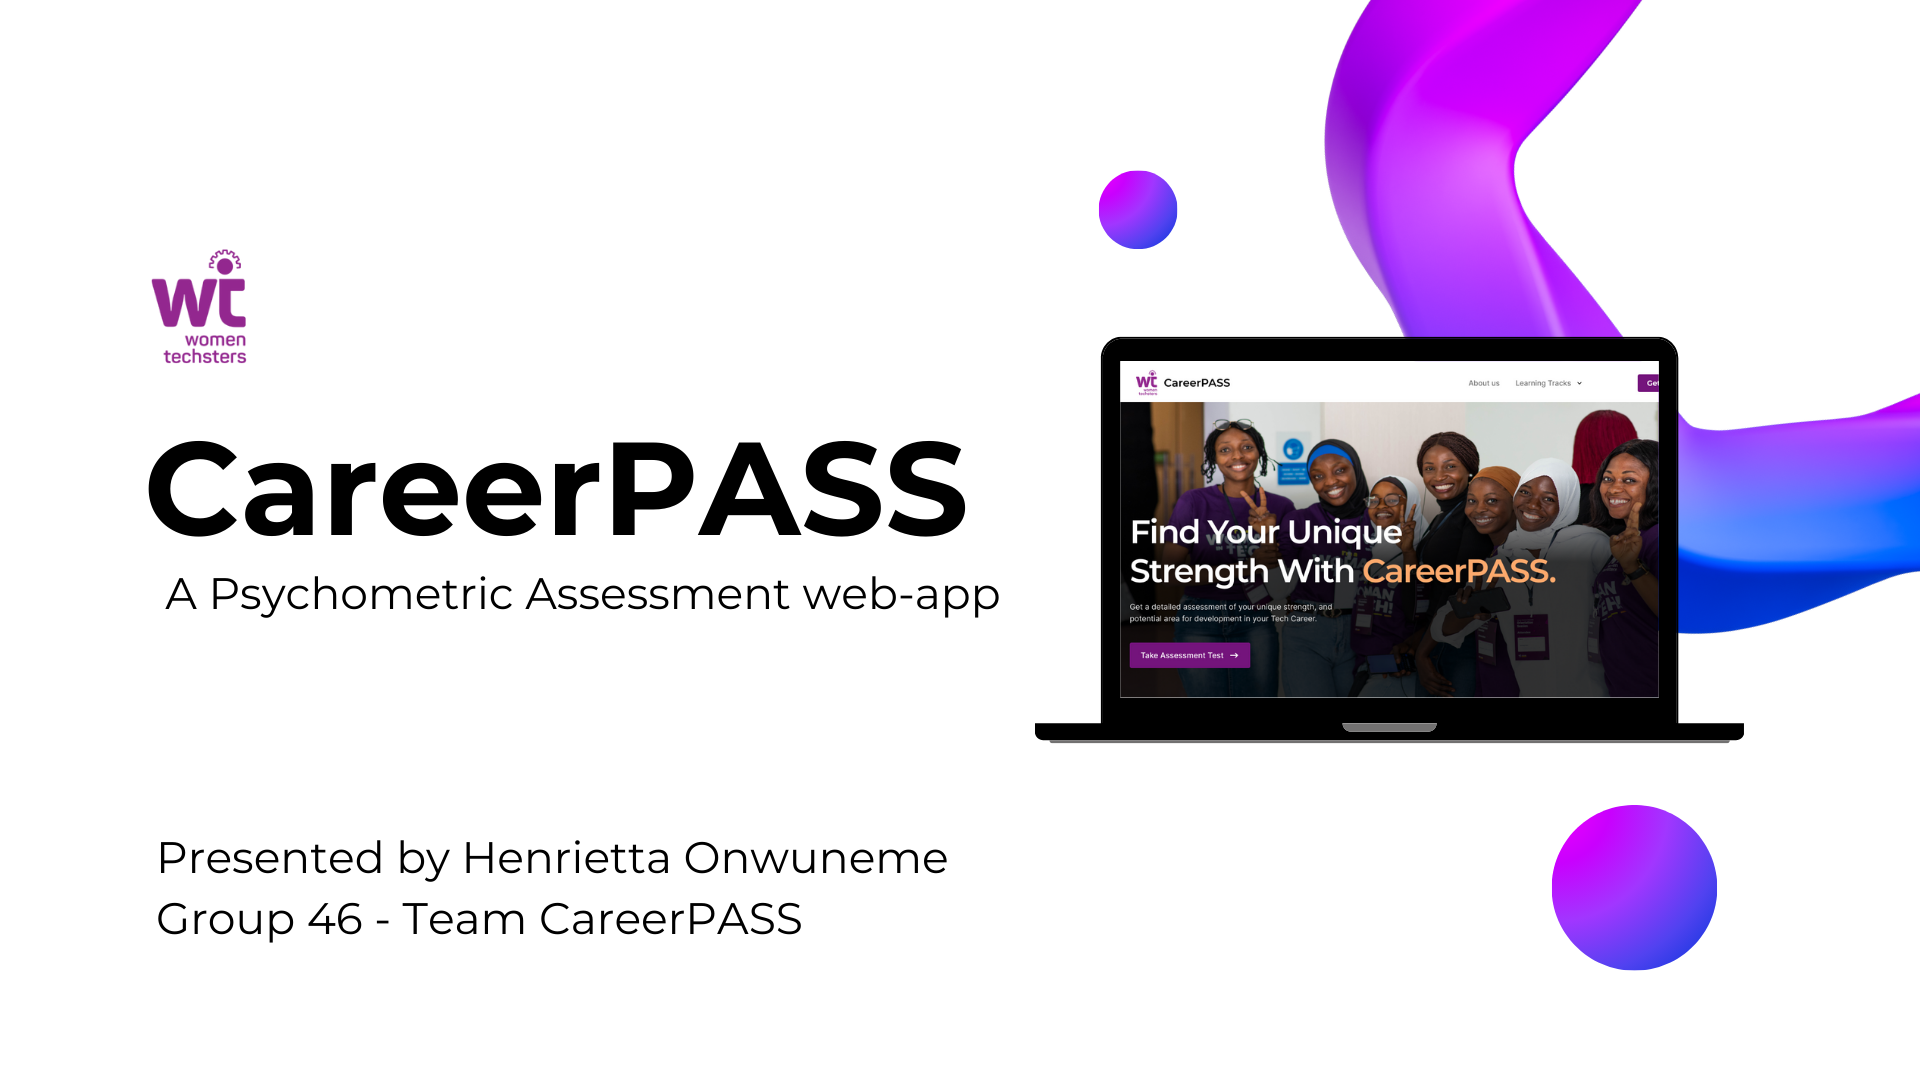 wt
women
techsters
CareerPASS
A Psychometric Assessment web-app
Presented by Henrietta Onwuneme
Group 46 - Team CareerPASS
wt
women
techsters
CareerPASS
About us
Learning Tracks
Get
Find Your Unique
Strength With CareerPASS.
Get a detailed assessment of your unique strength, and
potential area for development in your Tech Career.
Take Assessment Test →